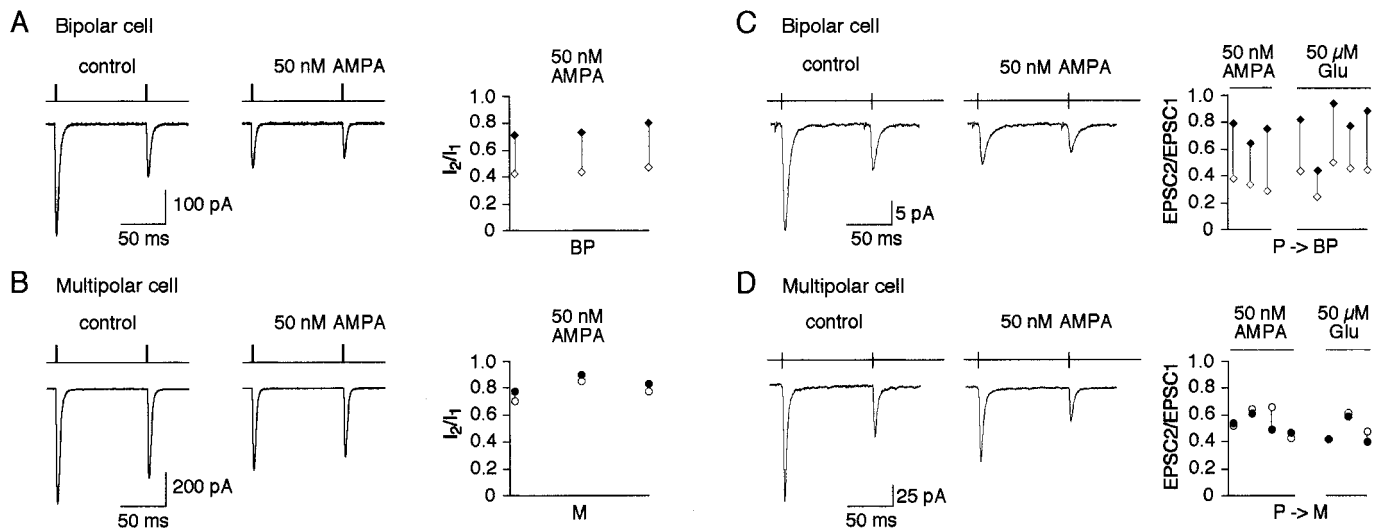 A Bipolar cell
control
50 nM AMPA
100 pA
50 ms
50 nM
AMPA
1.0
0.8
0.6
0.4
0.2
0
I2/I1
BP
B Multipolar cell
control
50 nM AMPA
200 pA
50 ms
50 nM
AMPA
1.0
0.8
0.6
0.4
0.2
0
I2/I1
M
C Bipolar cell
control
50 nM AMPA
5 pA
50 ms
50 nM
AMPA
50 µM
Glu
1.0
0.8
0.6
0.4
0.2
0
EPSC2/EPSC1
P -> BP
D Multipolar cell
control
50 nM AMPA
25 pA
50 ms
50 nM
AMPA
50 µM
Glu
1.0
0.8
0.6
0.4
0.2
0
EPSC2/EPSC1
P -> M